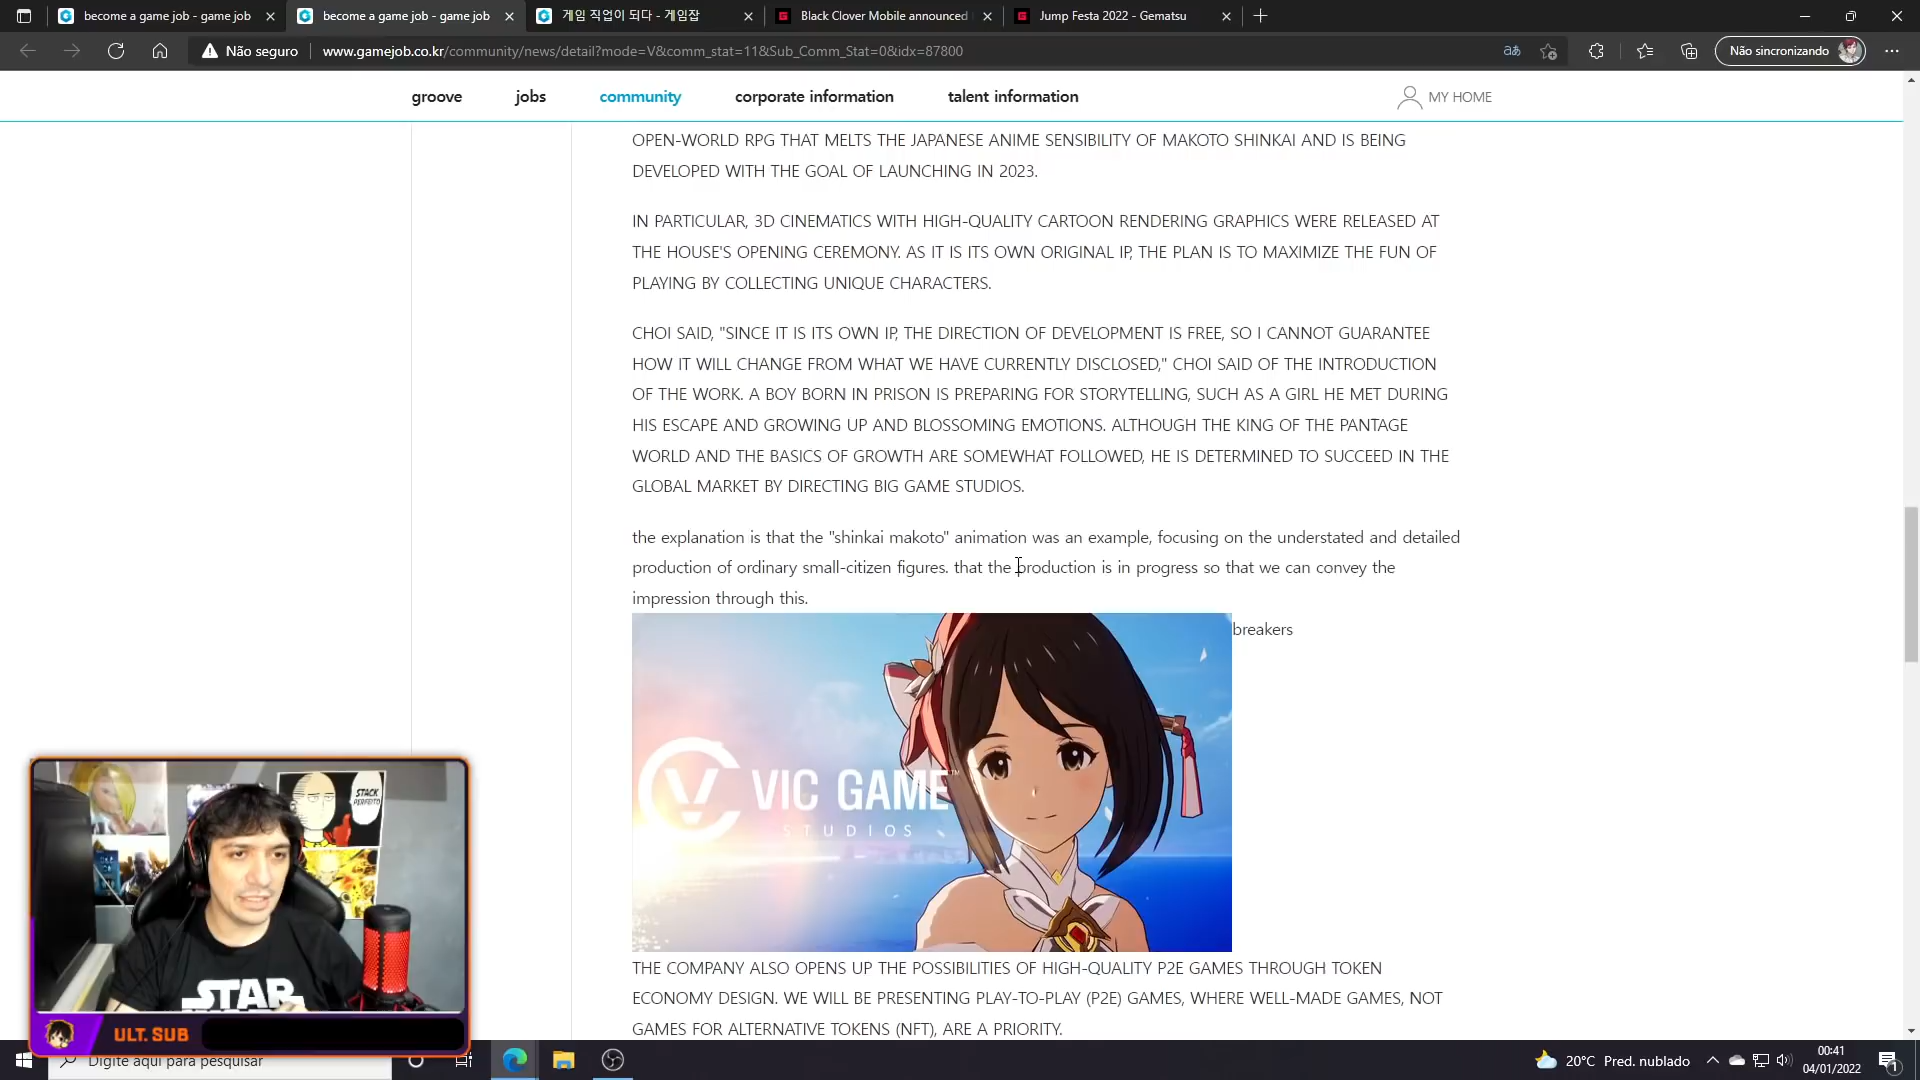 become a game job - game job
become a game job - game job
게임 직업이 되다 - 게임잡
Black Clover Mobile announced
Jump Festa 2022 - Gematsu
Não seguro
www.gamejob.co.kr/community/news/detail?mode=V&comm_stat=11&Sub_Comm_Stat=0&idx=87800
aあ
Não sincronizando
groove
jobs
community
corporate information
talent information
MY HOME
OPEN-WORLD RPG THAT MELTS THE JAPANESE ANIME SENSIBILITY OF MAKOTO SHINKAI AND IS BEING
DEVELOPED WITH THE GOAL OF LAUNCHING IN 2023.
IN PARTICULAR, 3D CINEMATICS WITH HIGH-QUALITY CARTOON RENDERING GRAPHICS WERE RELEASED AT
THE HOUSE'S OPENING CEREMONY. AS IT IS ITS OWN ORIGINAL IP, THE PLAN IS TO MAXIMIZE THE FUN OF
PLAYING BY COLLECTING UNIQUE CHARACTERS.
CHOI SAID, "SINCE IT IS ITS OWN IP, THE DIRECTION OF DEVELOPMENT IS FREE, SO I CANNOT GUARANTEE
HOW IT WILL CHANGE FROM WHAT WE HAVE CURRENTLY DISCLOSED," CHOI SAID OF THE INTRODUCTION
OF THE WORK. A BOY BORN IN PRISON IS PREPARING FOR STORYTELLING, SUCH AS A GIRL HE MET DURING
HIS ESCAPE AND GROWING UP AND BLOSSOMING EMOTIONS. ALTHOUGH THE KING OF THE PANTAGE
WORLD AND THE BASICS OF GROWTH ARE SOMEWHAT FOLLOWED, HE IS DETERMINED TO SUCCEED IN THE
GLOBAL MARKET BY DIRECTING BIG GAME STUDIOS.
the explanation is that the "shinkai makoto" animation was an example, focusing on the understated and detailed
production of ordinary small-citizen figures. that the production is in progress so that we can convey the
impression through this.
breakers
VIC GAME™
STUDIOS
THE COMPANY ALSO OPENS UP THE POSSIBILITIES OF HIGH-QUALITY P2E GAMES THROUGH TOKEN
ECONOMY DESIGN. WE WILL BE PRESENTING PLAY-TO-PLAY (P2E) GAMES, WHERE WELL-MADE GAMES, NOT
GAMES FOR ALTERNATIVE TOKENS (NFT), ARE A PRIORITY.
STACK
PERFEITO
STAR
ULT. SUB
Digite aqui para pesquisar
20°C Pred. nublado
00:41
04/01/2022
1